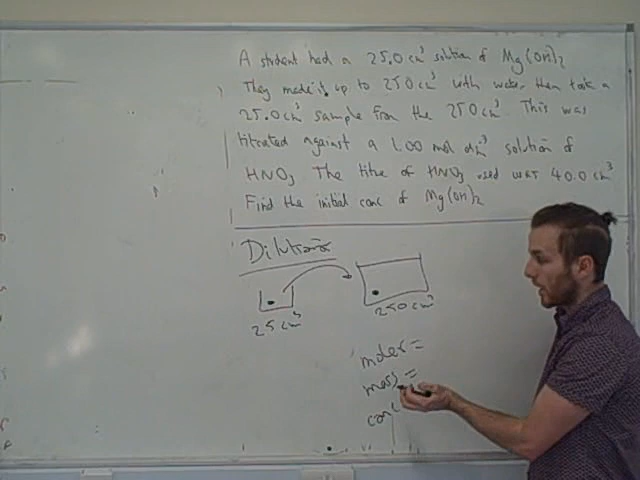 A student had a 25.0 cm³ solution of Mg(OH)₂
They made it up to 250 cm³ with water, then took a
25.0 cm³ sample from the 250 cm³. This was
titrated against a 1.00 mol dm⁻³ solution of
HNO₃ The titre of HNO₃ used was 40.0 cm³
Find the initial conc of Mg(OH)₂
Dilutions
25 cm³
250 cm³
moles =
mass =
conc